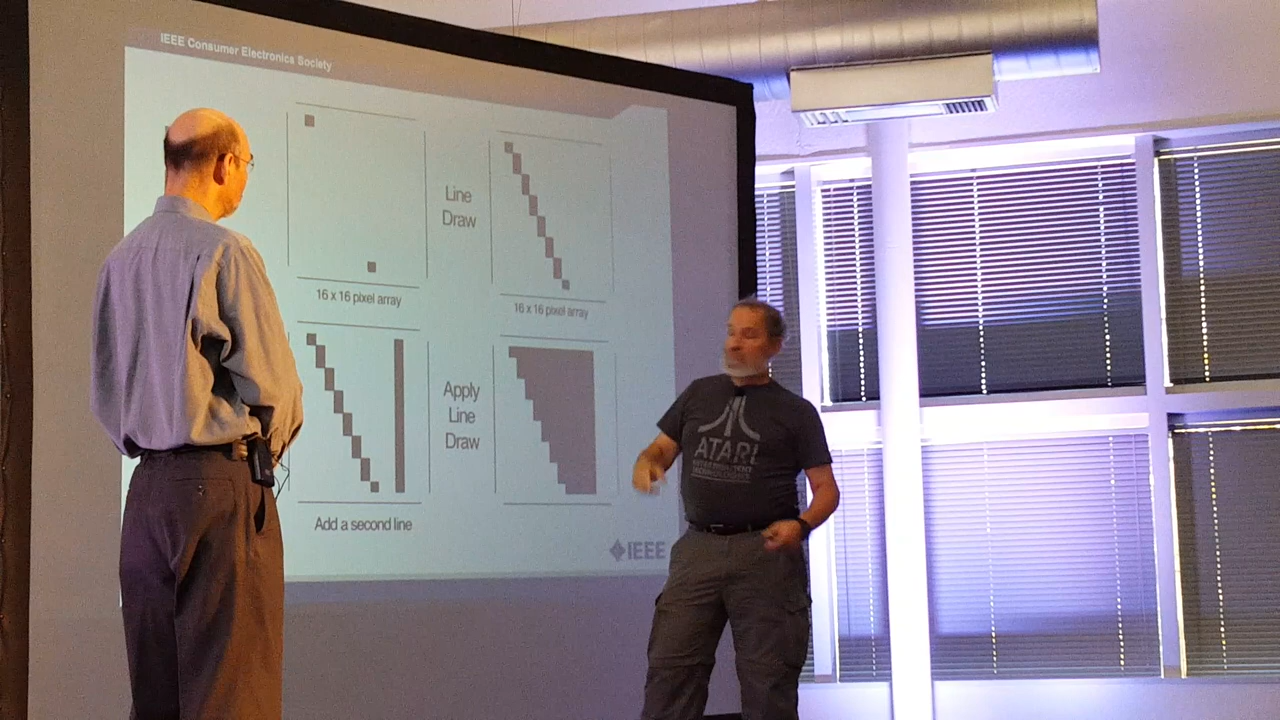 IEEE Consumer Electronics Society
Line
Draw
16 x 16 pixel array
16 x 16 pixel array
Apply
Line
Draw
Add a second line
IEEE
ATARI